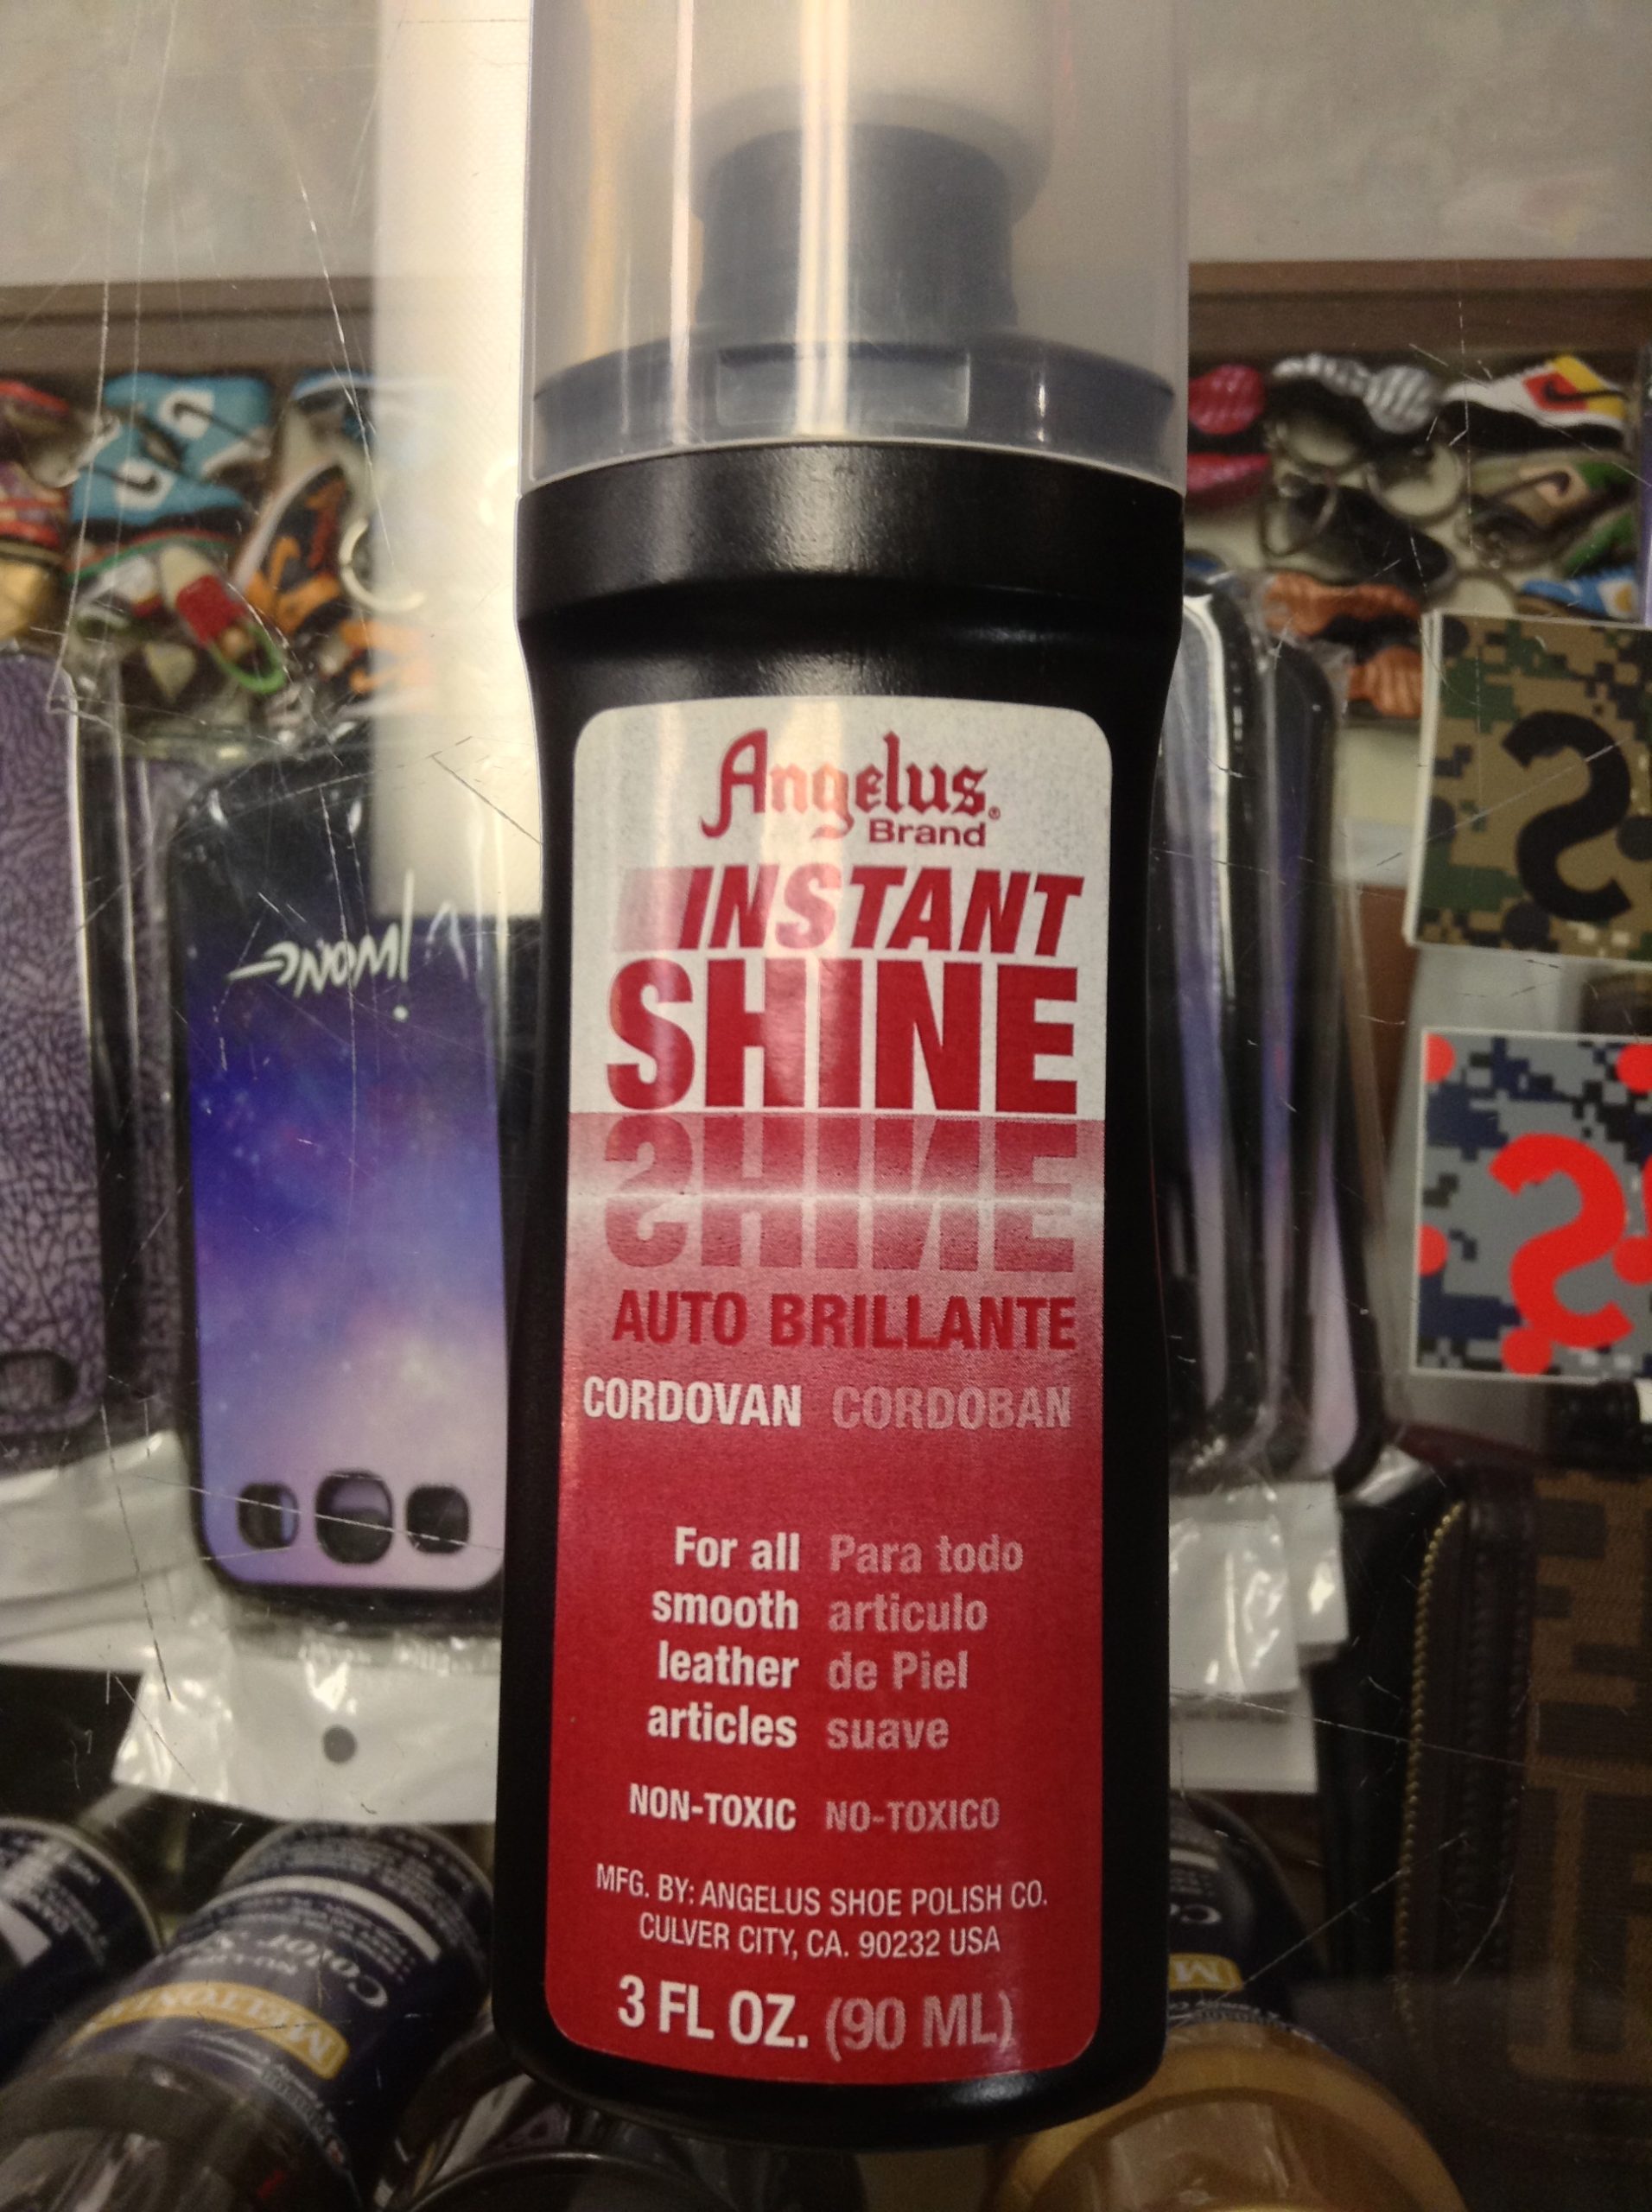 Angelus®
Brand
INSTANT
SHINE
SHINE
AUTO BRILLANTE
CORDOVAN CORDOBAN
For all Para todo
smooth articulo
leather de Piel
articles suave
NON-TOXIC NO-TOXICO
MFG. BY: ANGELUS SHOE POLISH CO.
CULVER CITY, CA. 90232 USA
3 FL OZ. (90 ML)
MELTONIAN